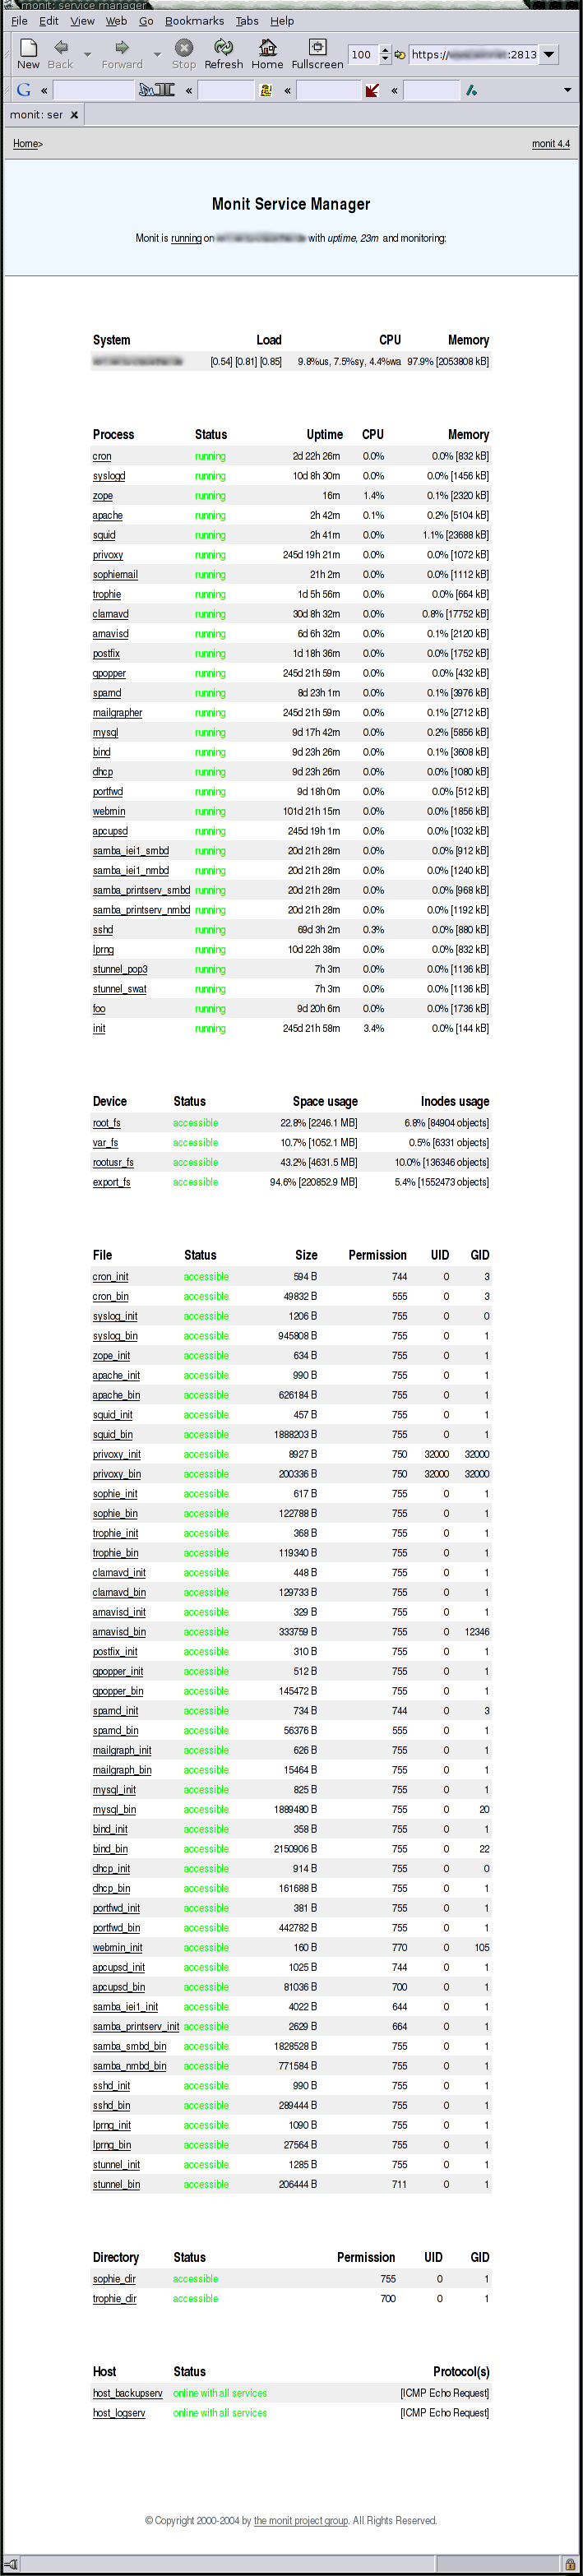 monit: service manager
File Edit View Go Bookmarks Tabs Help
New Back Forward Stop Refresh Home Fullscreen 100 https:// :2813
G « « « «
monit: ser x
Home> monit 4.4
Monit Service Manager
Monit is running on with uptime, 23m and monitoring:
System Load CPU Memory
[0.54] [0.81] [0.85] 9.8%us, 7.5%sy, 4.4%wa 97.9% [2053808 kB]
Process Status Uptime CPU Memory
cron running 2d 22h 26m 0.0% 0.0% [832 kB]
syslogd running 10d 8h 30m 0.0% 0.0% [1456 kB]
zope running 16m 1.4% 0.1% [2320 kB]
apache running 2h 42m 0.1% 0.2% [5104 kB]
squid running 2h 41m 0.0% 1.1% [23688 kB]
privoxy running 245d 19h 21m 0.0% 0.0% [1072 kB]
sophiemail running 21h 2m 0.0% 0.0% [1112 kB]
trophie running 1d 5h 56m 0.0% 0.0% [664 kB]
clamavd running 30d 8h 32m 0.0% 0.8% [17752 kB]
amavisd running 6d 6h 32m 0.0% 0.1% [2120 kB]
postfix running 1d 18h 36m 0.0% 0.0% [1752 kB]
qpopper running 245d 21h 59m 0.0% 0.0% [432 kB]
spamd running 8d 23h 1m 0.0% 0.1% [3976 kB]
mailgrapher running 245d 21h 59m 0.0% 0.1% [2712 kB]
mysql running 9d 17h 42m 0.0% 0.2% [5856 kB]
bind running 9d 23h 26m 0.0% 0.1% [3608 kB]
dhcp running 9d 23h 26m 0.0% 0.0% [1080 kB]
portfwd running 9d 18h 0m 0.0% 0.0% [512 kB]
webmin running 101d 21h 15m 0.0% 0.0% [1856 kB]
apcupsd running 245d 19h 1m 0.0% 0.0% [1032 kB]
samba_iei1_smbd running 20d 21h 28m 0.0% 0.0% [912 kB]
samba_iei1_nmbd running 20d 21h 28m 0.0% 0.0% [1240 kB]
samba_printserv_smbd running 20d 21h 28m 0.0% 0.0% [968 kB]
samba_printserv_nmbd running 20d 21h 28m 0.0% 0.0% [1192 kB]
sshd running 69d 3h 2m 0.3% 0.0% [880 kB]
lprng running 10d 22h 38m 0.0% 0.0% [832 kB]
stunnel_pop3 running 7h 3m 0.0% 0.0% [1136 kB]
stunnel_swat running 7h 3m 0.0% 0.0% [1136 kB]
foo running 9d 20h 6m 0.0% 0.0% [1736 kB]
init running 245d 21h 58m 3.4% 0.0% [144 kB]
Device Status Space usage Inodes usage
root_fs accessible 22.8% [2246.1 MB] 6.8% [84904 objects]
var_fs accessible 10.7% [1052.1 MB] 0.5% [6331 objects]
rootusr_fs accessible 43.2% [4631.5 MB] 10.0% [136346 objects]
export_fs accessible 94.6% [220852.9 MB] 5.4% [1552473 objects]
File Status Size Permission UID GID
cron_init accessible 594 B 744 0 3
cron_bin accessible 49832 B 555 0 3
syslog_init accessible 1206 B 755 0 0
syslog_bin accessible 945808 B 755 0 1
zope_init accessible 634 B 755 0 1
apache_init accessible 990 B 755 0 1
apache_bin accessible 626184 B 755 0 1
squid_init accessible 457 B 755 0 1
squid_bin accessible 1888203 B 755 0 1
privoxy_init accessible 8927 B 750 32000 32000
privoxy_bin accessible 200336 B 750 32000 32000
sophie_init accessible 617 B 755 0 1
sophie_bin accessible 122788 B 755 0 1
trophie_init accessible 368 B 755 0 1
trophie_bin accessible 119340 B 755 0 1
clamavd_init accessible 448 B 755 0 1
clamavd_bin accessible 129733 B 755 0 1
amavisd_init accessible 329 B 755 0 1
amavisd_bin accessible 333759 B 755 0 12346
postfix_init accessible 310 B 755 0 1
qpopper_init accessible 512 B 755 0 1
qpopper_bin accessible 145472 B 755 0 1
spamd_init accessible 734 B 744 0 3
spamd_bin accessible 56376 B 555 0 1
mailgraph_init accessible 626 B 755 0 1
mailgraph_bin accessible 15464 B 755 0 1
mysql_init accessible 825 B 755 0 1
mysql_bin accessible 1889480 B 755 0 20
bind_init accessible 358 B 755 0 1
bind_bin accessible 2150906 B 755 0 22
dhcp_init accessible 914 B 755 0 0
dhcp_bin accessible 161688 B 755 0 1
portfwd_init accessible 381 B 755 0 1
portfwd_bin accessible 442782 B 755 0 1
webmin_init accessible 160 B 770 0 105
apcupsd_init accessible 1025 B 744 0 1
apcupsd_bin accessible 81036 B 700 0 1
samba_iei1_init accessible 4022 B 644 0 1
samba_printserv_init accessible 2629 B 664 0 1
samba_smbd_bin accessible 1828528 B 755 0 1
samba_nmbd_bin accessible 771584 B 755 0 1
sshd_init accessible 990 B 755 0 1
sshd_bin accessible 289444 B 755 0 1
lprng_init accessible 1090 B 755 0 1
lprng_bin accessible 27564 B 755 0 1
stunnel_init accessible 1285 B 755 0 1
stunnel_bin accessible 206444 B 711 0 1
Directory Status Permission UID GID
sophie_dir accessible 755 0 1
trophie_dir accessible 700 0 1
Host Status Protocol(s)
host_backupserv online with all services [ICMP Echo Request]
host_logserv online with all services [ICMP Echo Request]
© Copyright 2000-2004 by the monit project group. All Rights Reserved.